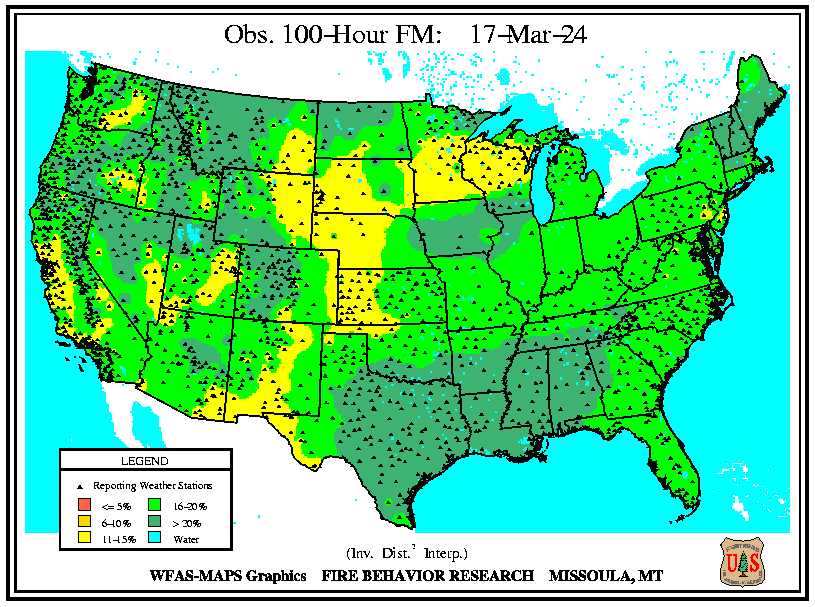 Obs. 100-Hour FM: 17-Mar-24
LEGEND
Reporting Weather Stations
<= 5% 16-20%
6-10% > 20%
11-15% Water
(Inv. Dist.² Interp.)
WFAS-MAPS Graphics FIRE BEHAVIOR RESEARCH MISSOULA, MT
U S